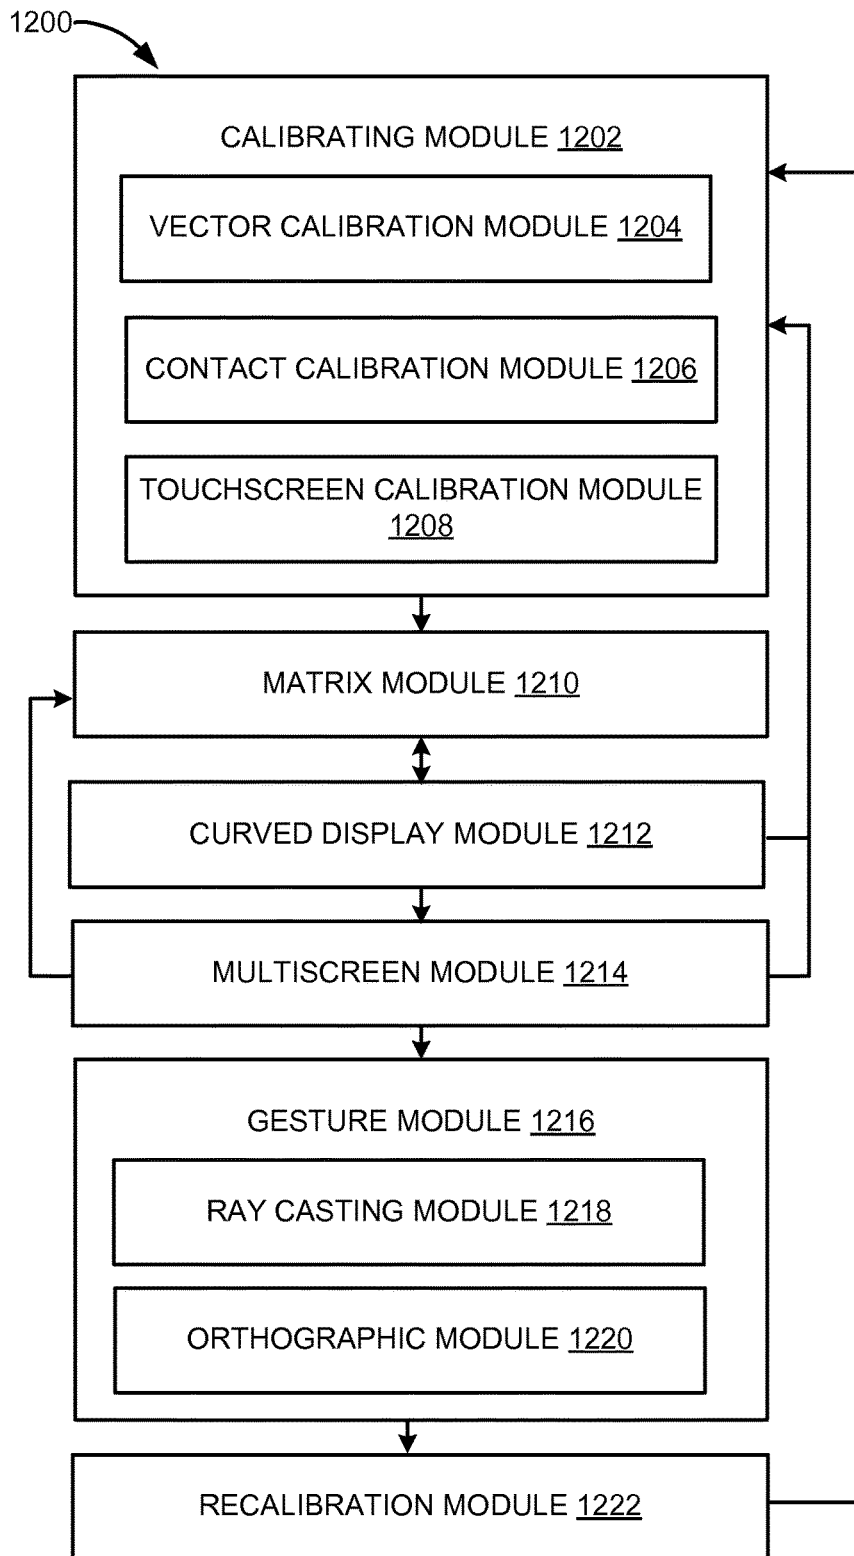 1200
CALIBRATING MODULE 1202
VECTOR CALIBRATION MODULE 1204
CONTACT CALIBRATION MODULE 1206
TOUCHSCREEN CALIBRATION MODULE
1208
MATRIX MODULE 1210
CURVED DISPLAY MODULE 1212
MULTISCREEN MODULE 1214
GESTURE MODULE 1216
RAY CASTING MODULE 1218
ORTHOGRAPHIC MODULE 1220
RECALIBRATION MODULE 1222